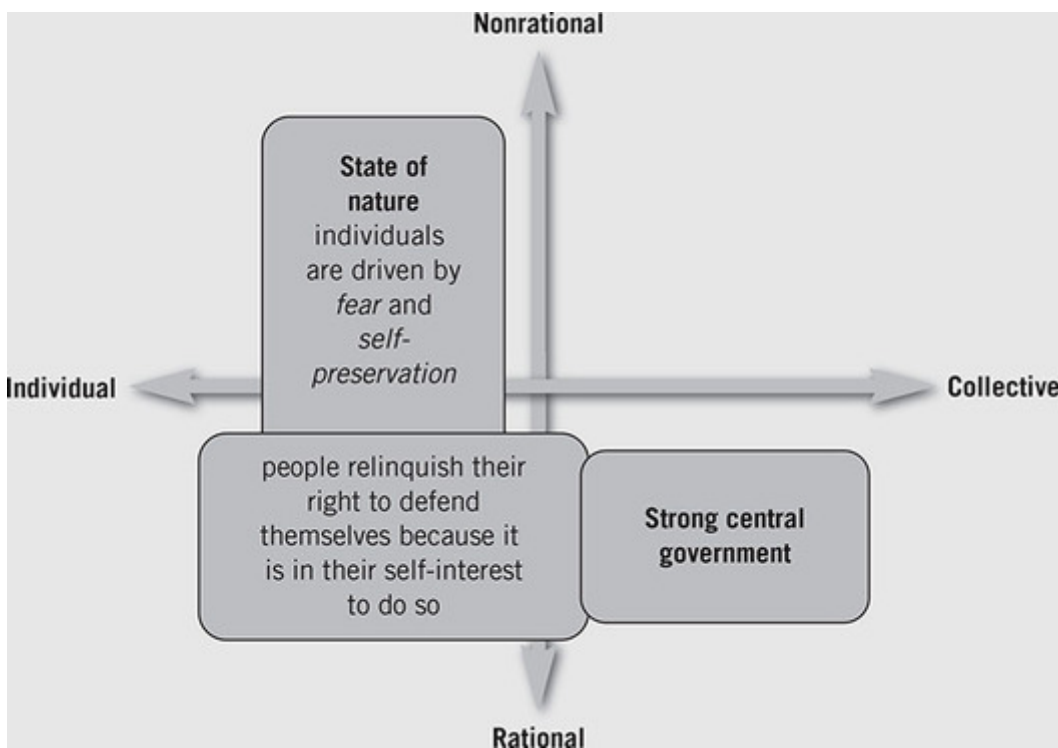 Nonrational
State of
nature
individuals
are driven by
fear and
self-
preservation
Individual
Collective
people relinquish their
right to defend
themselves because it
is in their self-interest
to do so
Strong central
government
Rational